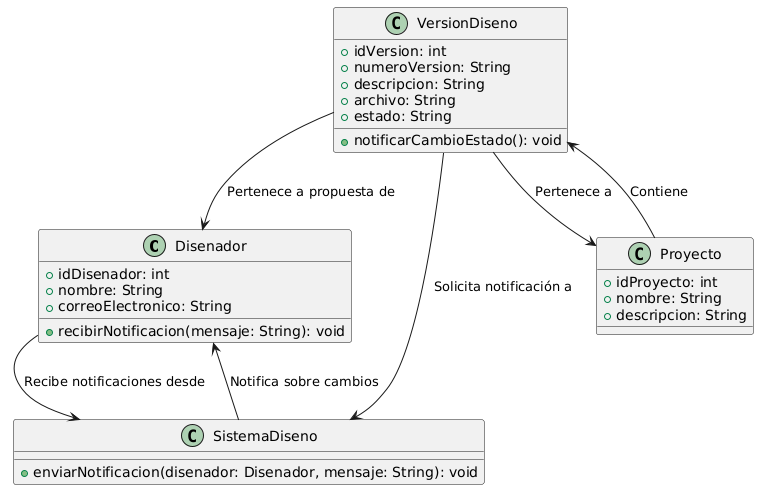 C VersionDiseno
idVersion: int
numeroVersion: String
descripcion: String
archivo: String
estado: String
notificarCambioEstado(): void
Pertenece a propuesta de
Pertenece a
Contiene
C Disenador
idDisenador: int
nombre: String
correoElectronico: String
recibirNotificacion(mensaje: String): void
Solicita notificación a
C Proyecto
idProyecto: int
nombre: String
descripcion: String
Recibe notificaciones desde
Notifica sobre cambios
C SistemaDiseno
enviarNotificacion(disenador: Disenador, mensaje: String): void